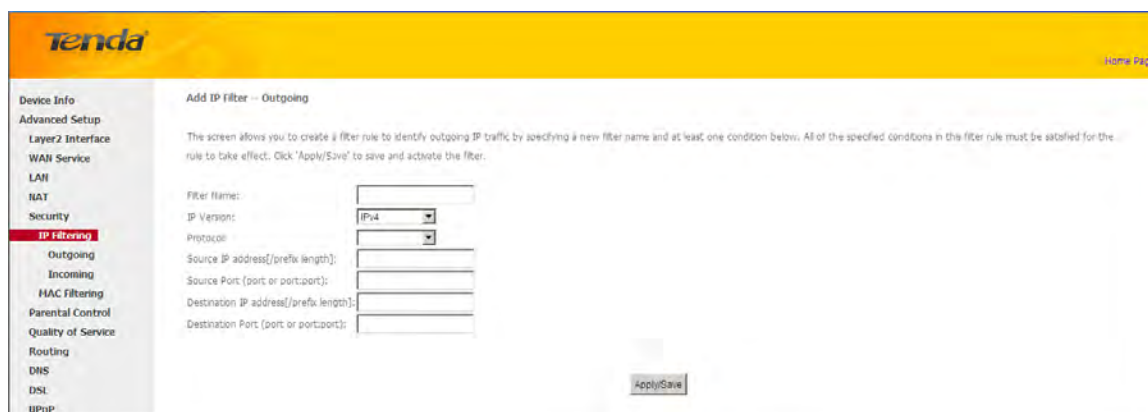 Tenda
Home Pag
Device Info
Advanced Setup
Layer2 Interface
WAN Service
LAN
NAT
Security
IP Filtering
Outgoing
Incoming
MAC Filtering
Parental Control
Quality of Service
Routing
DNS
DSL
UPnP
Add IP Filter -- Outgoing
The screen allows you to create a filter rule to identify outgoing IP traffic by specifying a new filter name and at least one condition below. All of the specified conditions in this filter rule must be satisfied for the
rule to take effect. Click 'Apply/Save' to save and activate the filter.
Filter Name:
IP Version: IPv4
Protocol:
Source IP address[/prefix length]:
Source Port (port or port:port):
Destination IP address[/prefix length]:
Destination Port (port or port:port):
Apply/Save